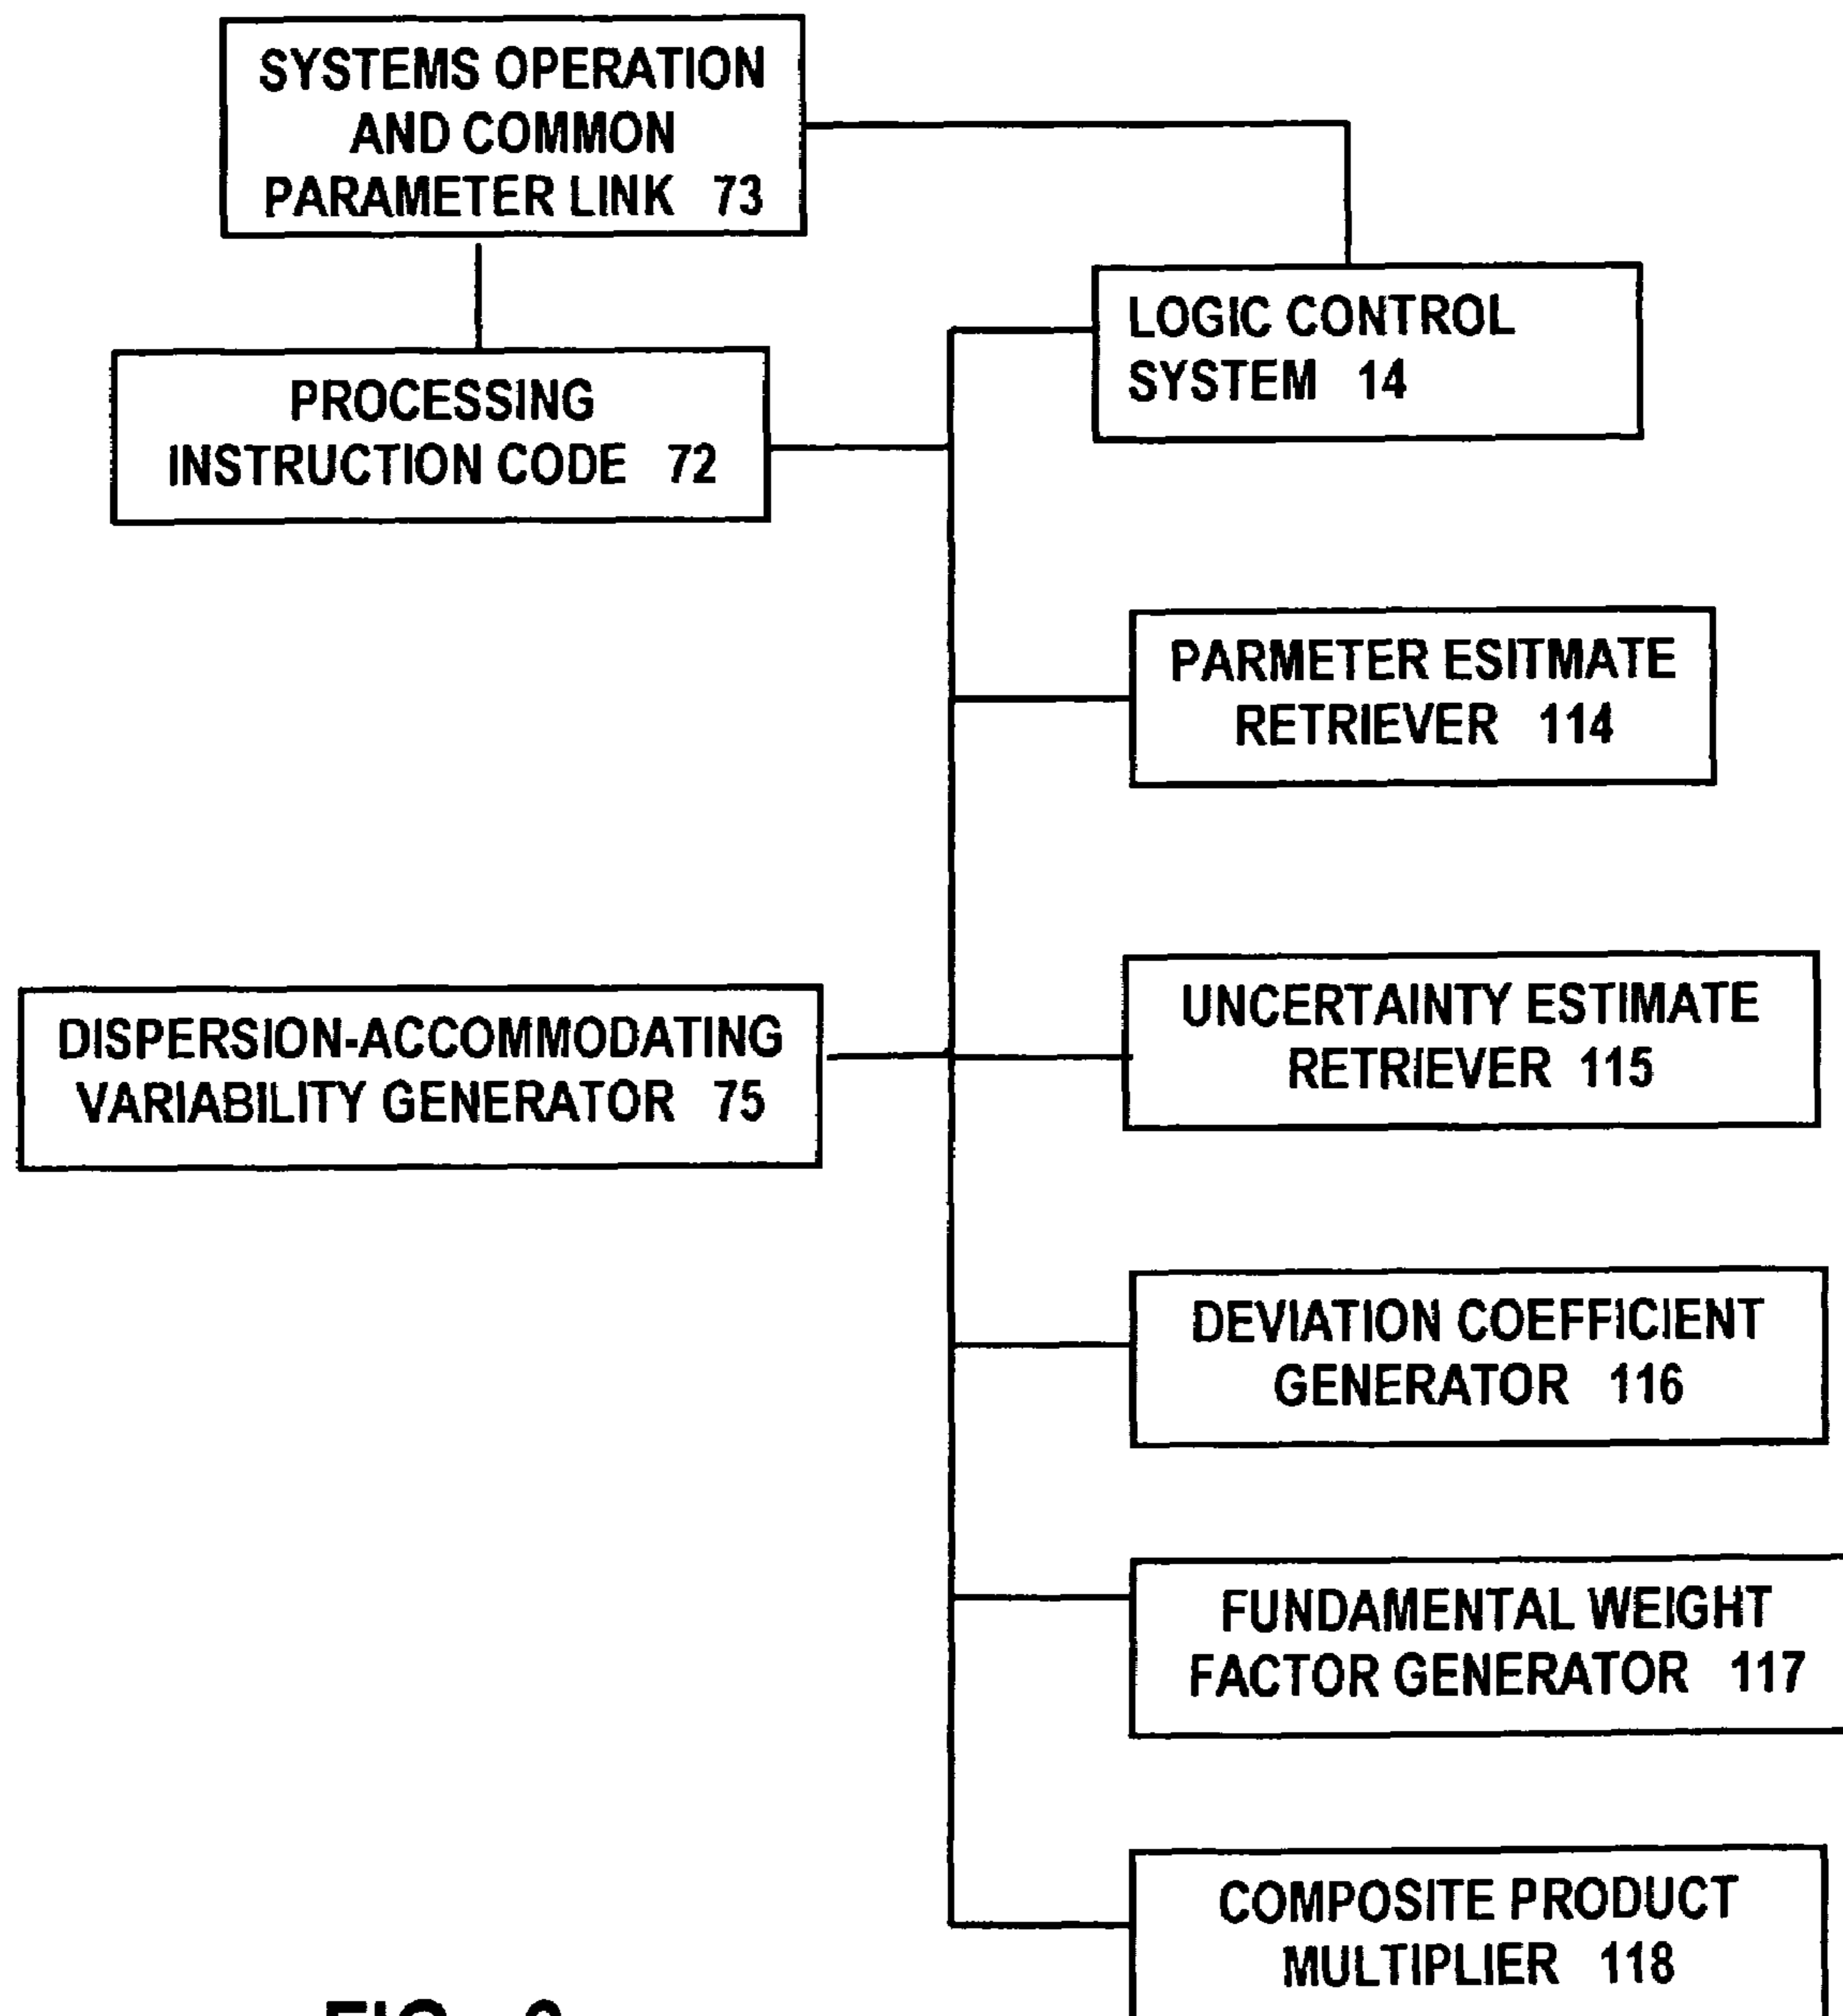 SYSTEMS OPERATION
AND COMMON
PARAMETER LINK 73
LOGIC CONTROL
SYSTEM 14
PROCESSING
INSTRUCTION CODE 72
PARMETER ESITMATE
RETRIEVER 114
UNCERTAINTY ESTIMATE
RETRIEVER 115
DISPERSION-ACCOMMODATING
VARIABILITY GENERATOR 75
DEVIATION COEFFICIENT
GENERATOR 116
FUNDAMENTAL WEIGHT
FACTOR GENERATOR 117
COMPOSITE PRODUCT
MULTIPLIER 118